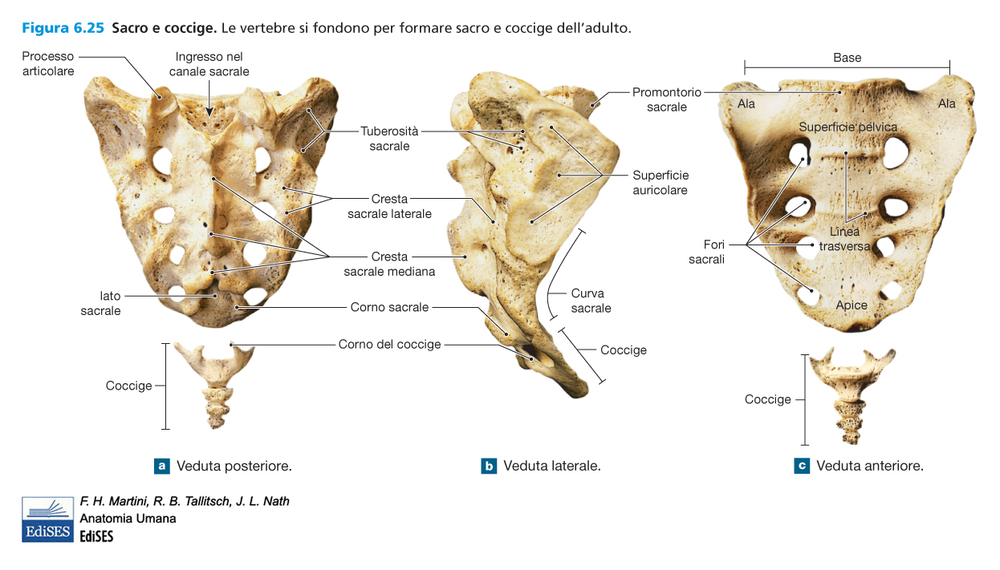 Figura 6.25 Sacro e coccige. Le vertebre si fondono per formare sacro e coccige dell'adulto.
Processo
articolare
Ingresso nel
canale sacrale
Tuberosità
sacrale
Cresta
sacrale laterale
Cresta
sacrale mediana
Iato
sacrale
Corno sacrale
Corno del coccige
Coccige
a Veduta posteriore.
Promontorio
sacrale
Superficie
auricolare
Curva
sacrale
Coccige
b Veduta laterale.
Base
Ala
Ala
Superficie pelvica
Linea
trasversa
Fori
sacrali
Apice
Coccige
c Veduta anteriore.
F. H. Martini, R. B. Tallitsch, J. L. Nath
Anatomia Umana
EdiSES
EdiSES